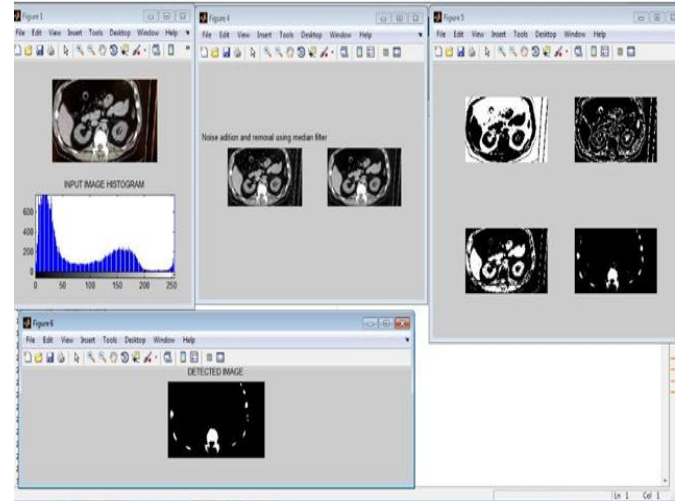 Figure 1
File Edit View Insert Tools Desktop Window Help
INPUT IMAGE HISTOGRAM
600
400
200
0
0 50 100 150 200 250
Figure 4
File Edit View Insert Tools Desktop Window Help
Noise adition and removal using median filter
Figure 5
File Edit View Insert Tools Desktop Window Help
Figure 6
File Edit View Insert Tools Desktop Window Help
DETECTED IMAGE
Ln 1 Col 1